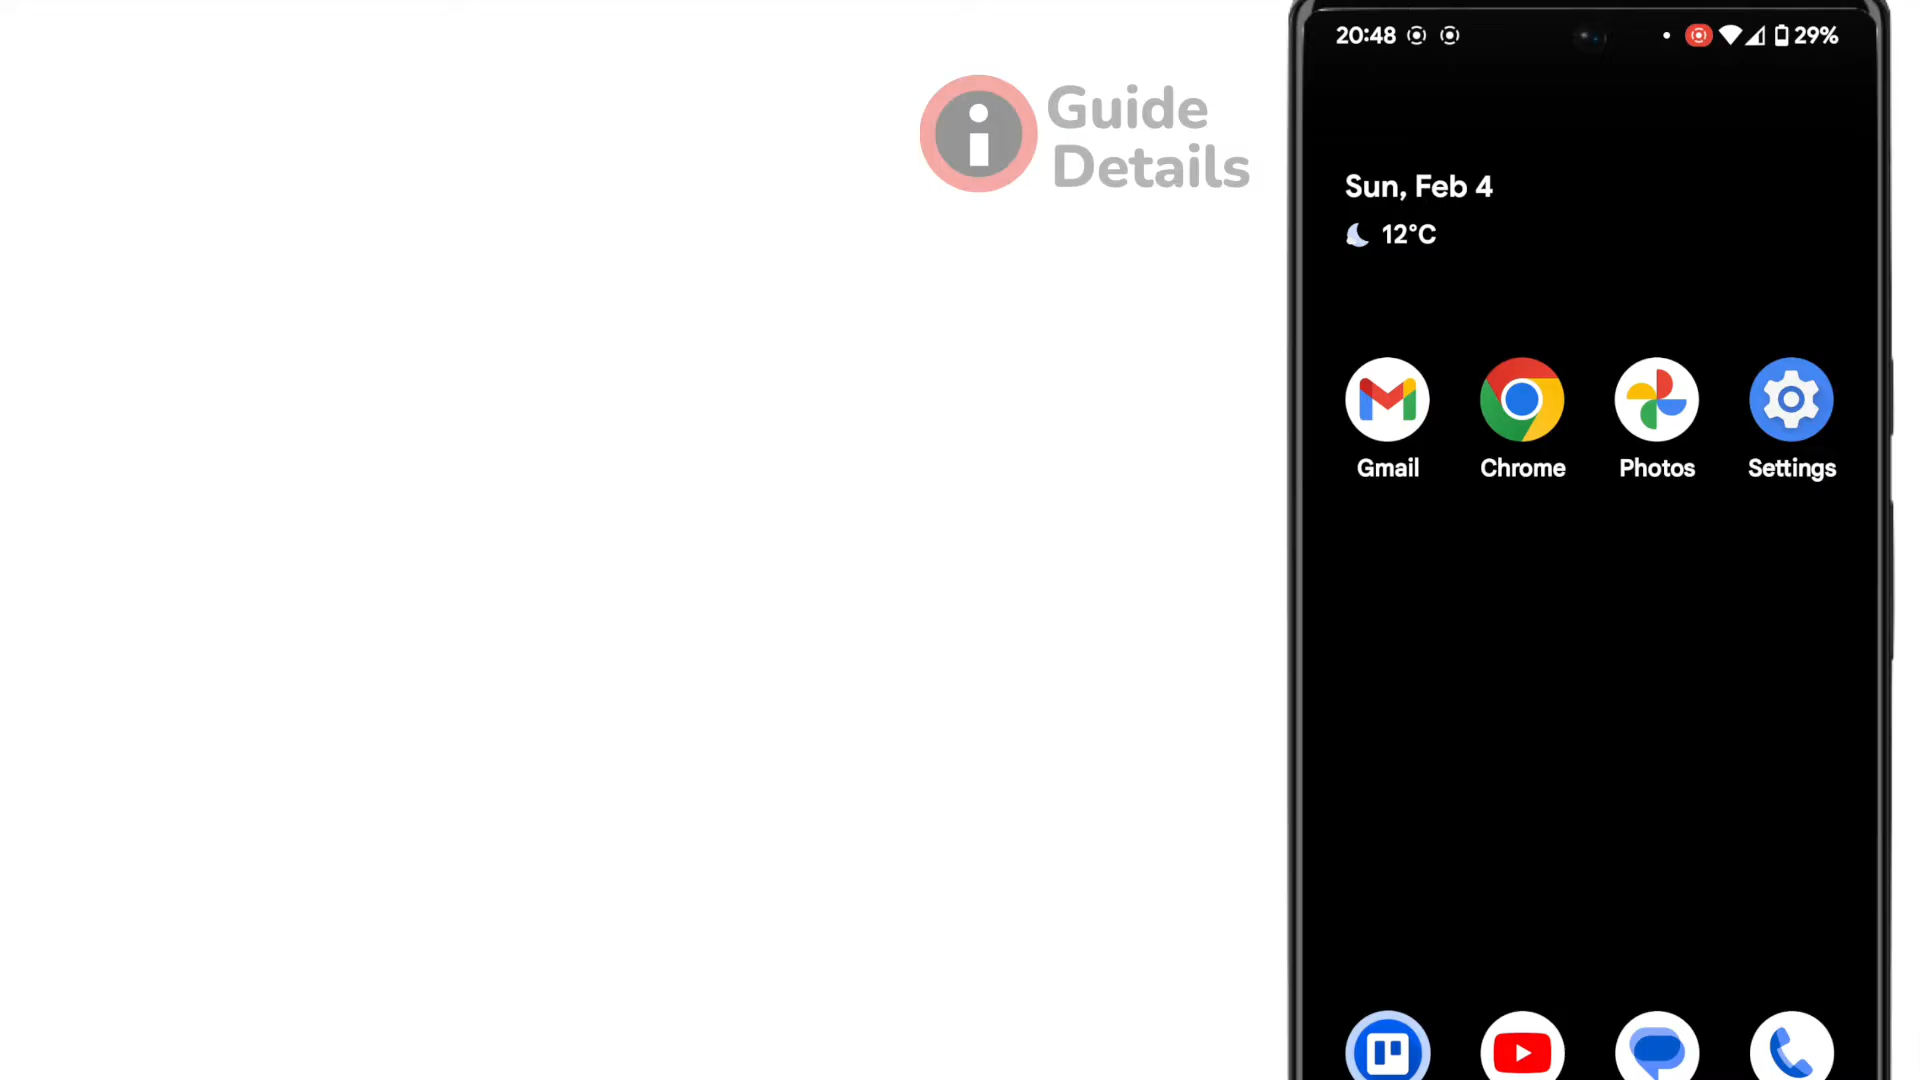 Guide
Details
20:48
29%
Sun, Feb 4
12°C
Gmail
Chrome
Photos
Settings